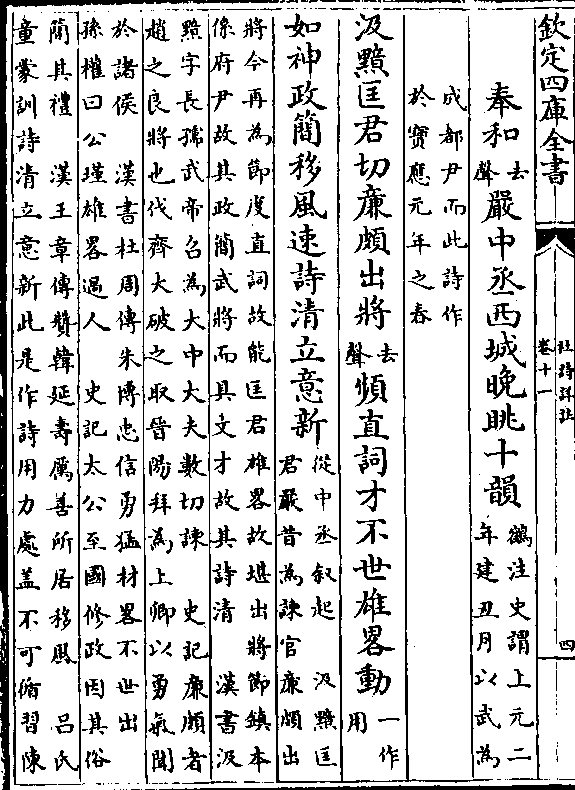 欽定四庫全書
杜詩詳註
卷十一
四
奉和去聲嚴中丞西城晚眺十韻鶴注史謂上元二
年建丑月以武為
成都尹而此詩作
於寶應元年之春
汲黯匡君切廉頗出將去聲頻直詞才不世雄畧動一作
用
如神政簡移風速詩清立意新從中丞叙起 汲黯匡
君嚴昔為諫官廉頗出
將今再為節度直詞故能匡君雄畧故堪出將節鎮本
係府尹故其政簡武將而具文才故其詩清 漢書汲
黯字長孺武帝召為大中大夫數切諫 史記廉頗者
趙之良將也伐齊大破之取晉陽拜為上卿以勇氣聞
於諸侯 漢書杜周傳朱博忠信勇猛材畧不世出
孫權曰公瑾雄畧過人 史記太公至國修政因其俗
簡其禮 漢王章傳贊韓延壽厲善所居移風 吕氏
童蒙訓詩清立意新此是作詩用力處盖不可循習陳